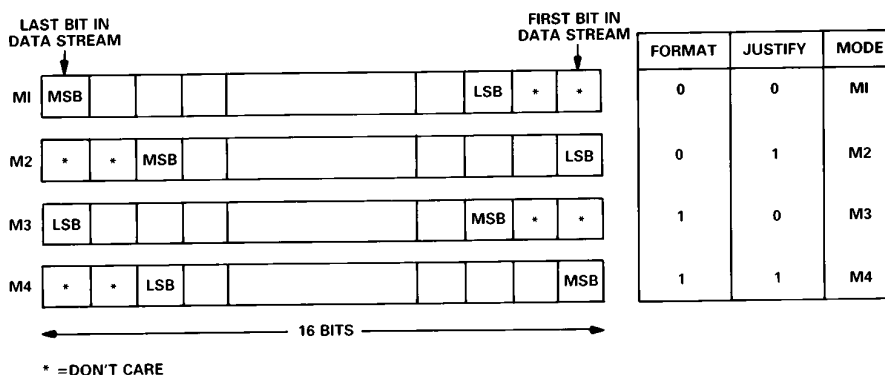 LAST BIT IN
DATA STREAM
FIRST BIT IN
DATA STREAM
FORMAT JUSTIFY MODE
M1 MSB LSB * * 0 0 M1
M2 * * MSB LSB 0 1 M2
M3 LSB MSB * * 1 0 M3
M4 * * LSB MSB 1 1 M4
16 BITS
* =DON'T CARE